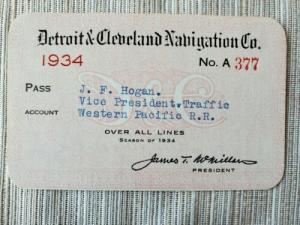 Detroit & Cleveland Navigation Co.
1934 No. A 377
PASS J. F. Hogan.
Vice President.Traffic
ACCOUNT Western Pacific R.R.
OVER ALL LINES
SEASON OF 1934
James T. McMillan
PRESIDENT